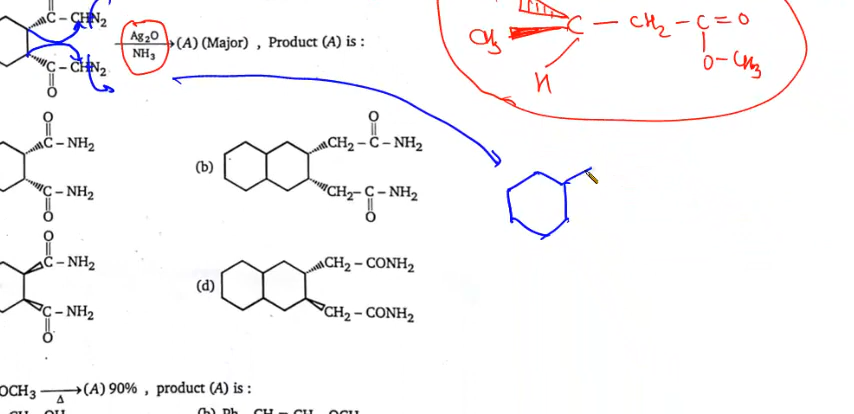 C – CHN₂
Ag₂O
NH₃
(A) (Major) , Product (A) is :
C – CHN₂
O
C – CH₂ – C = O
CH₃
H
O – CH₃
O
C – NH₂
C – NH₂
O
(b)
O
CH₂ – C – NH₂
CH₂ – C – NH₂
O
O
C – NH₂
C – NH₂
O
(d)
CH₂ – CONH₂
CH₂ – CONH₂
OCH₃ → (A) 90% , product (A) is :
Δ